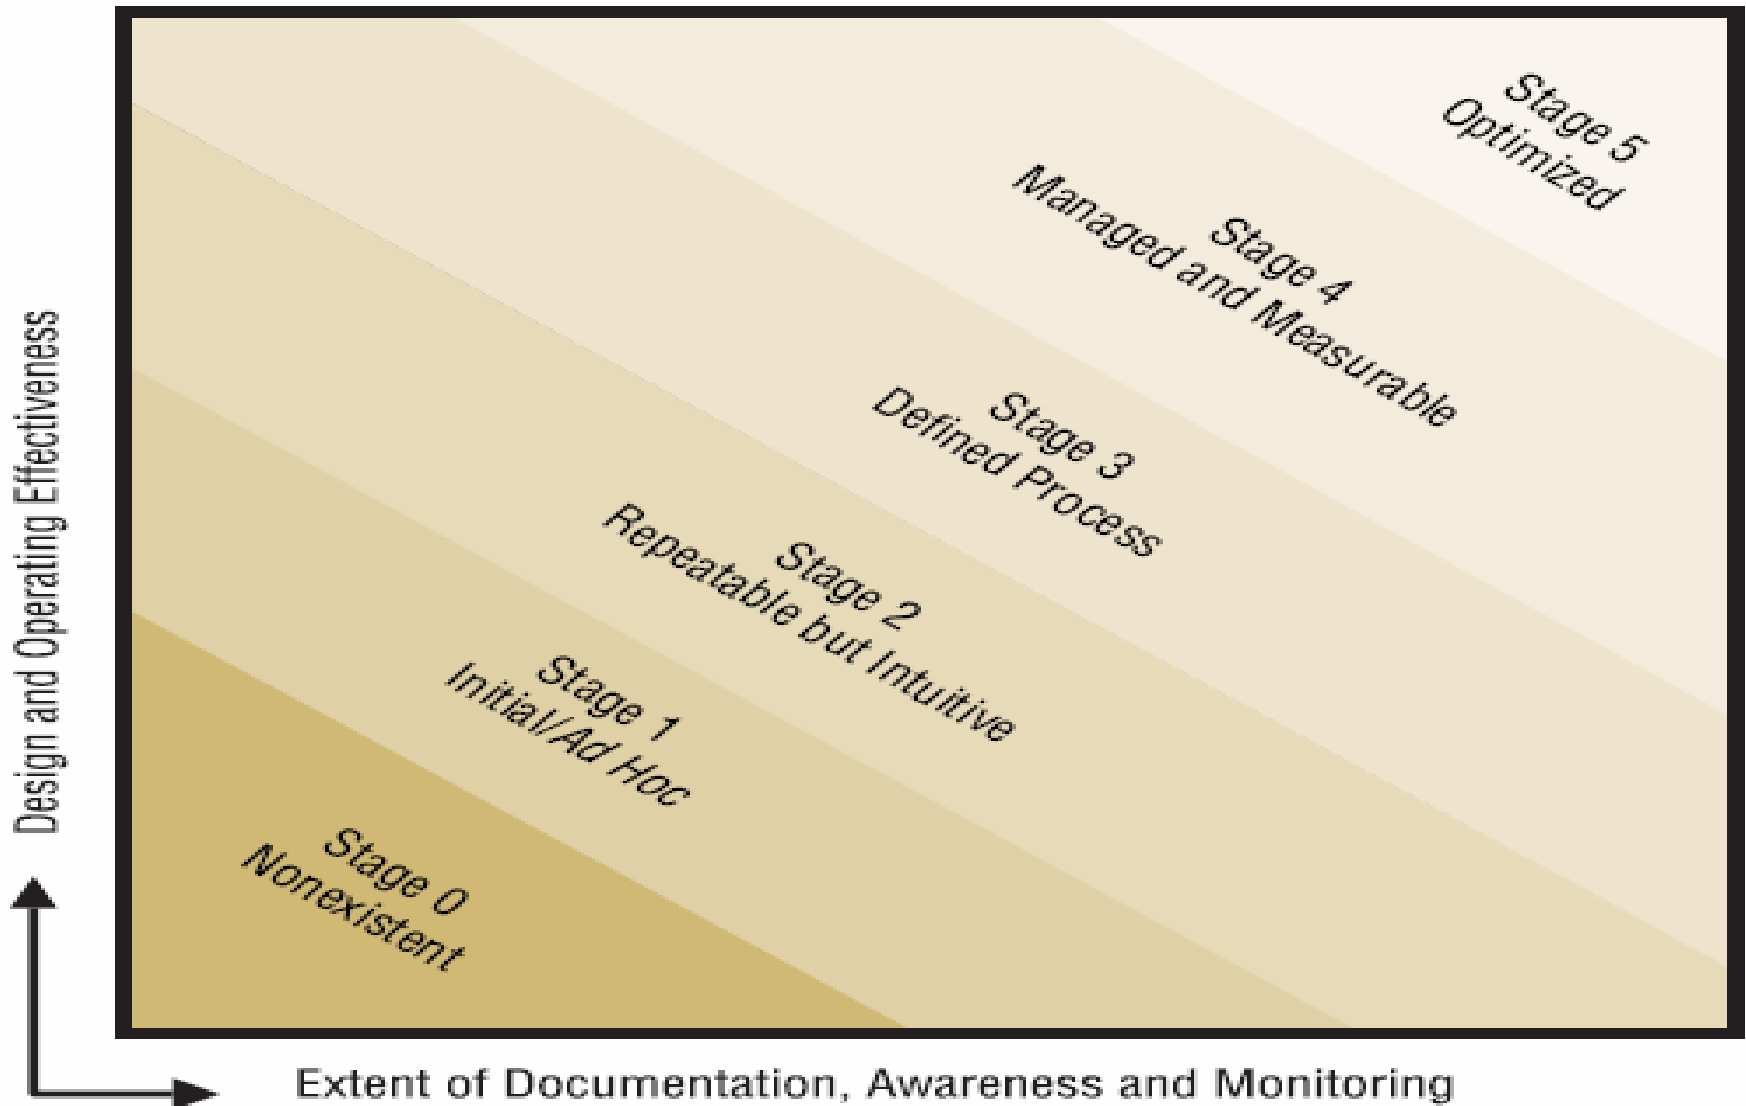 Stage 5
Optimized
Stage 4
Managed and Measurable
Stage 3
Defined Process
Stage 2
Repeatable but Intuitive
Stage 1
Initial/Ad Hoc
Stage 0
Nonexistent
Design and Operating Effectiveness
Extent of Documentation, Awareness and Monitoring